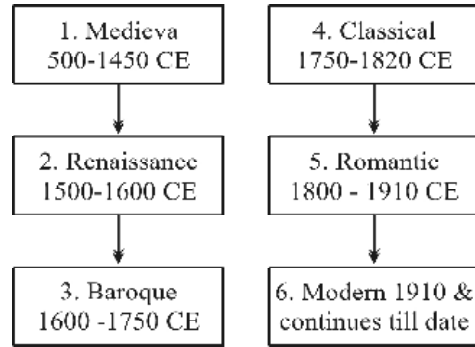 1. Medieva
500-1450 CE
2. Renaissance
1500-1600 CE
3. Baroque
1600 -1750 CE
4. Classical
1750-1820 CE
5. Romantic
1800 - 1910 CE
6. Modern 1910 &
continues till date